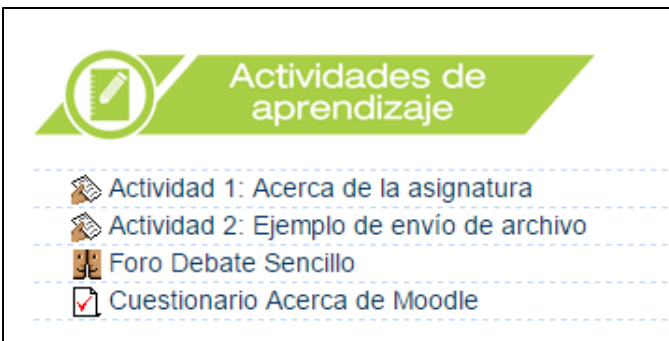 Actividades de
aprendizaje
Actividad 1: Acerca de la asignatura
Actividad 2: Ejemplo de envío de archivo
Foro Debate Sencillo
Cuestionario Acerca de Moodle